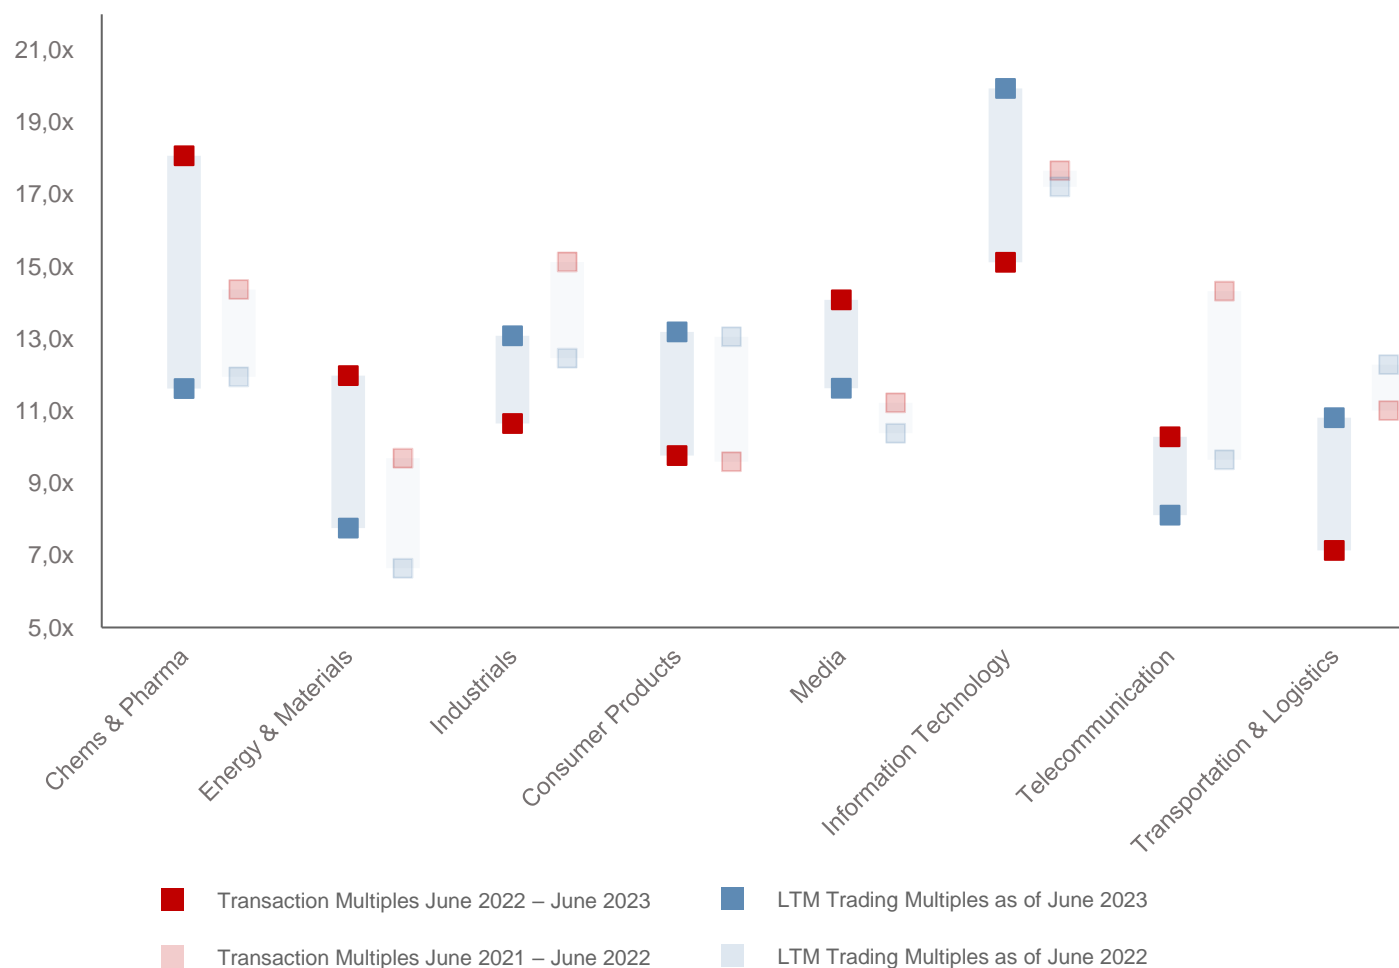 21,0x
19,0x
17,0x
15,0x
13,0x
11,0x
9,0x
7,0x
5,0x
Chems & Pharma
Energy & Materials
Industrials
Consumer Products
Media
Information Technology
Telecommunication
Transportation & Logistics
Transaction Multiples June 2022 – June 2023
LTM Trading Multiples as of June 2023
Transaction Multiples June 2021 – June 2022
LTM Trading Multiples as of June 2022